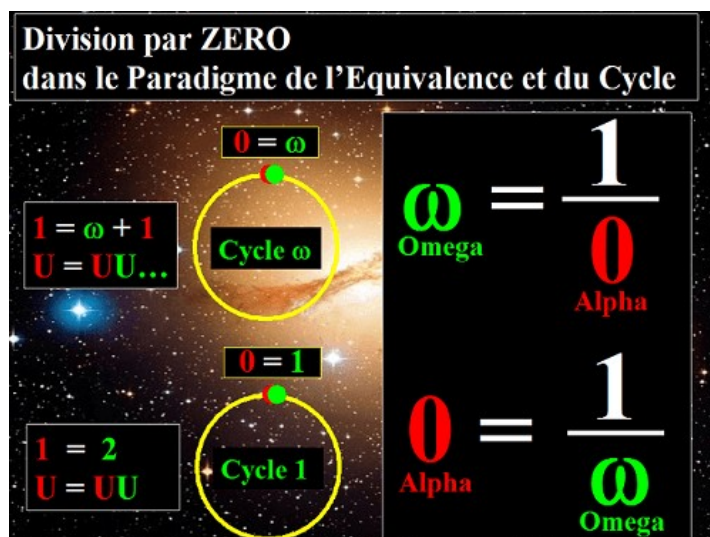 Division par ZERO
dans le Paradigme de l'Equivalence et du Cycle
0 = ω
1 = ω + 1
U = UU...
Cycle ω
0 = 1
1 = 2
U = UU
Cycle 1
ω = 1/0
Omega
Alpha
0 = 1/ω
Alpha
Omega